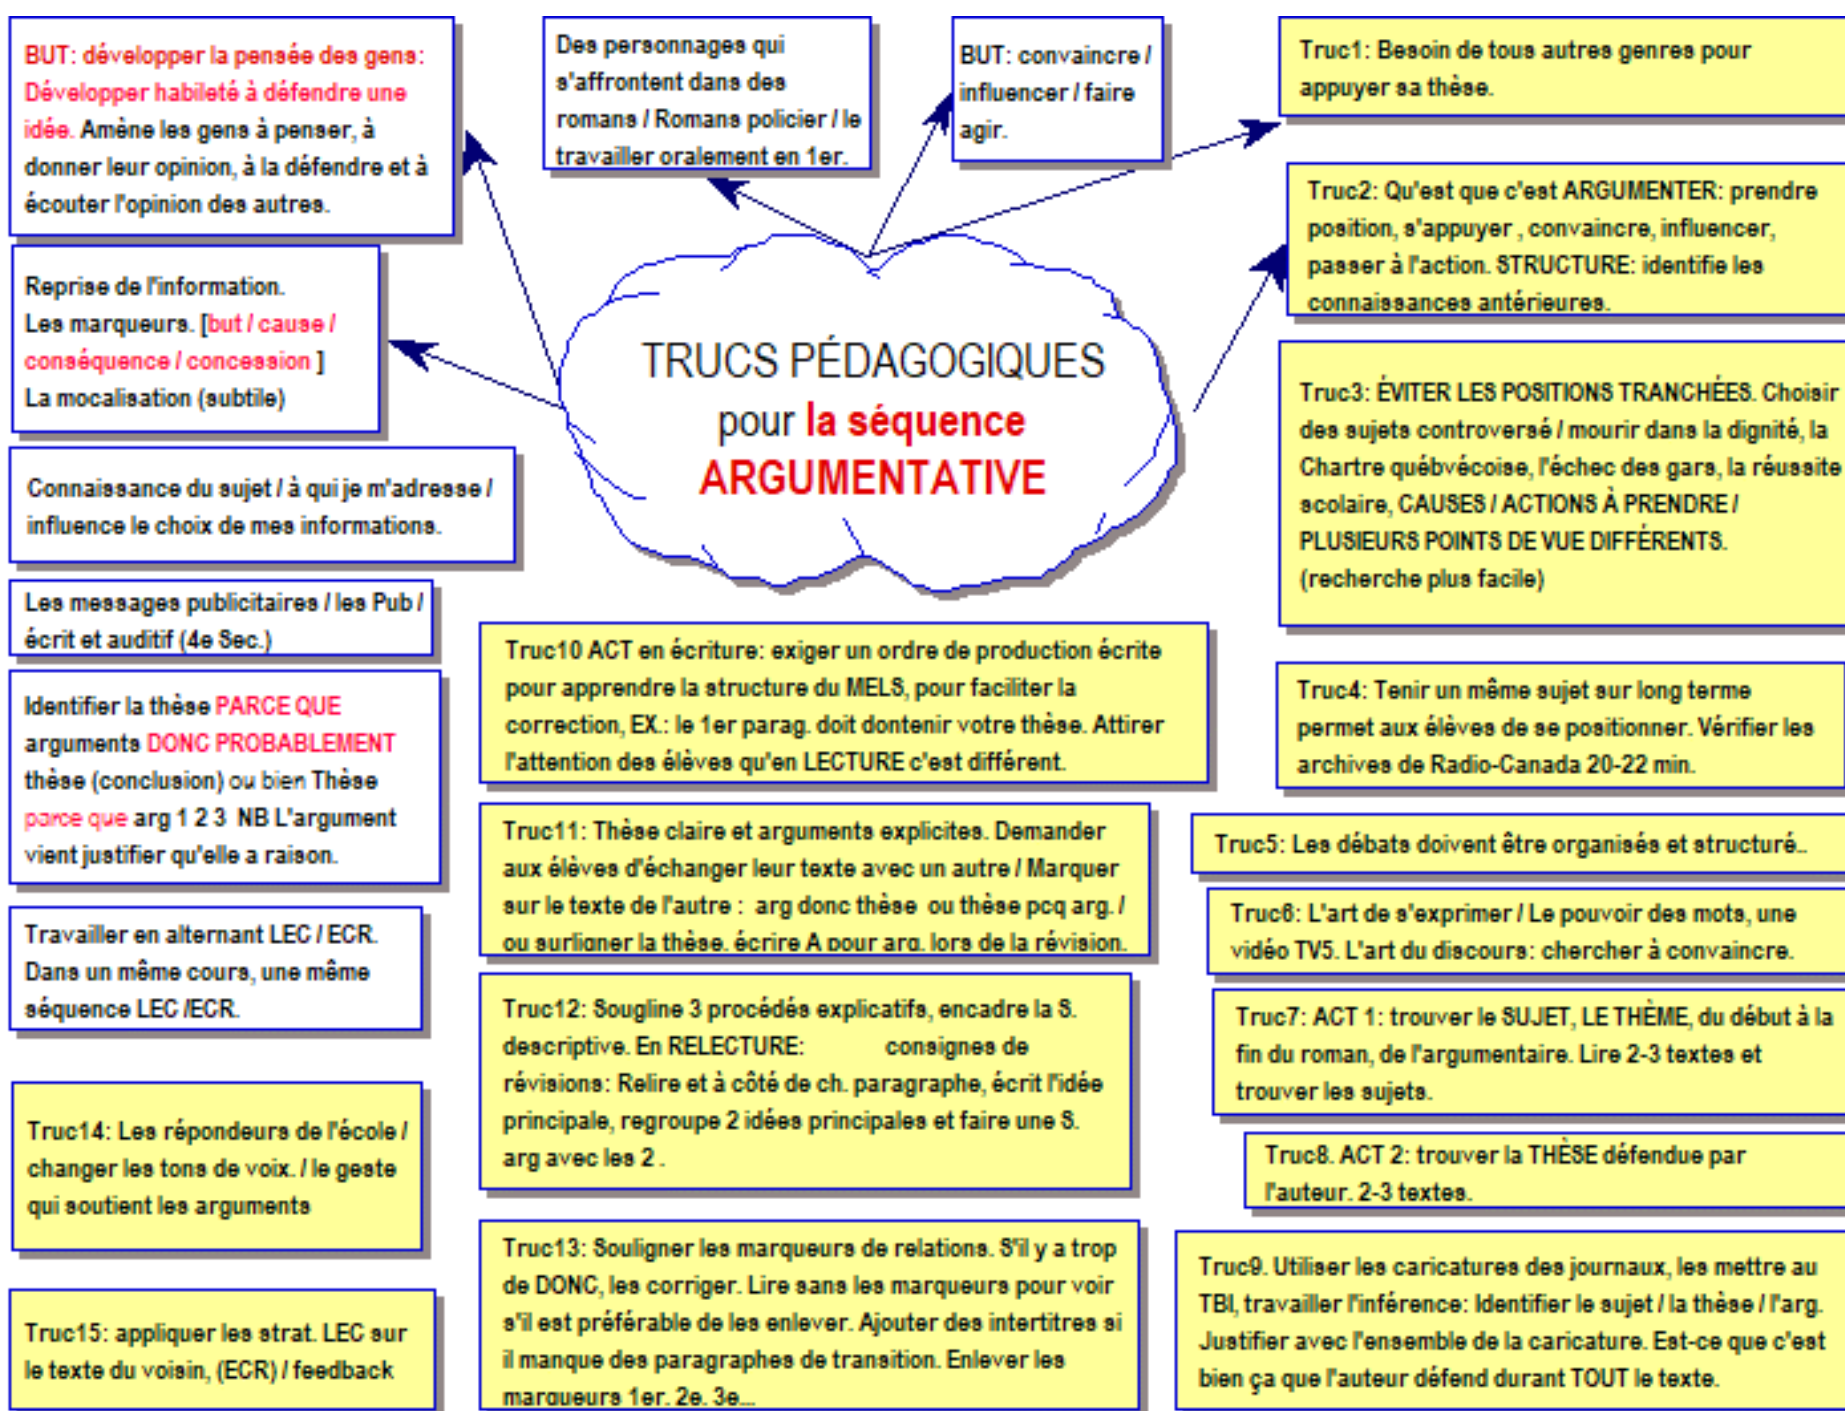 BUT: développer la pensée des gens:
Développer habileté à défendre une
idée. Amène les gens à penser, à
donner leur opinion, à la défendre et à
écouter l'opinion des autres.
Des personnages qui
s'affrontent dans des
romans / Romans policier / le
travailler oralement en 1er.
BUT: convaincre /
influencer / faire
agir.
Truc1: Besoin de tous autres genres pour
appuyer sa thèse.
Truc2: Qu'est que c'est ARGUMENTER: prendre
position, s'appuyer , convaincre, influencer,
passer à l'action. STRUCTURE: identifie les
connaissances antérieures.
Reprise de l'information.
Les marqueurs. [but / cause /
conséquence / concession ]
La mocalisation (subtile)
TRUCS PÉDAGOGIQUES
pour la séquence
ARGUMENTATIVE
Truc3: ÉVITER LES POSITIONS TRANCHÉES. Choisir
des sujets controversé / mourir dans la dignité, la
Chartre québvécoise, l'échec des gars, la réussite
scolaire, CAUSES / ACTIONS À PRENDRE /
PLUSIEURS POINTS DE VUE DIFFÉRENTS.
(recherche plus facile)
Connaissance du sujet / à qui je m'adresse /
influence le choix de mes informations.
Les messages publicitaires / les Pub /
écrit et auditif (4e Sec.)
Identifier la thèse PARCE QUE
arguments DONC PROBABLEMENT
thèse (conclusion) ou bien Thèse
parce que arg 1 2 3 NB L'argument
vient justifier qu'elle a raison.
Travailler en alternant LEC / ECR.
Dans un même cours, une même
séquence LEC /ECR.
Truc4: Tenir un même sujet sur long terme
permet aux élèves de se positionner. Vérifier les
archives de Radio-Canada 20-22 min.
Truc5: Les débats doivent être organisés et structuré..
Truc6: L'art de s'exprimer / Le pouvoir des mots, une
vidéo TV5. L'art du discours: chercher à convaincre.
Truc7: ACT 1: trouver le SUJET, LE THÈME, du début à la
fin du roman, de l'argumentaire. Lire 2-3 textes et
trouver les sujets.
Truc8. ACT 2: trouver la THÈSE défendue par
l'auteur. 2-3 textes.
Truc9. Utiliser les caricatures des journaux, les mettre au
TBI, travailler l'inférence: Identifier le sujet / la thèse / l'arg.
Justifier avec l'ensemble de la caricature. Est-ce que c'est
bien ça que l'auteur défend durant TOUT le texte.
Truc10 ACT en écriture: exiger un ordre de production écrite
pour apprendre la structure du MELS, pour faciliter la
correction, EX.: le 1er parag. doit dontenir votre thèse. Attirer
l'attention des élèves qu'en LECTURE c'est différent.
Truc11: Thèse claire et arguments explicites. Demander
aux élèves d'échanger leur texte avec un autre / Marquer
sur le texte de l'autre : arg donc thèse ou thèse pcq arg. /
ou surligner la thèse, écrire A pour arg. lors de la révision.
Truc12: Sougline 3 procédés explicatifs, encadre la S.
descriptive. En RELECTURE: consignes de
révisions: Relire et à côté de ch. paragraphe, écrit l'idée
principale, regroupe 2 idées principales et faire une S.
arg avec les 2 .
Truc13: Souligner les marqueurs de relations. S'il y a trop
de DONC, les corriger. Lire sans les marqueurs pour voir
s'il est préférable de les enlever. Ajouter des intertitres si
il manque des paragraphes de transition. Enlever les
marqueurs 1er, 2e, 3e...
Truc14: Les répondeurs de l'école /
changer les tons de voix. / le geste
qui soutient les arguments
Truc15: appliquer les strat. LEC sur
le texte du voisin, (ECR) / feedback